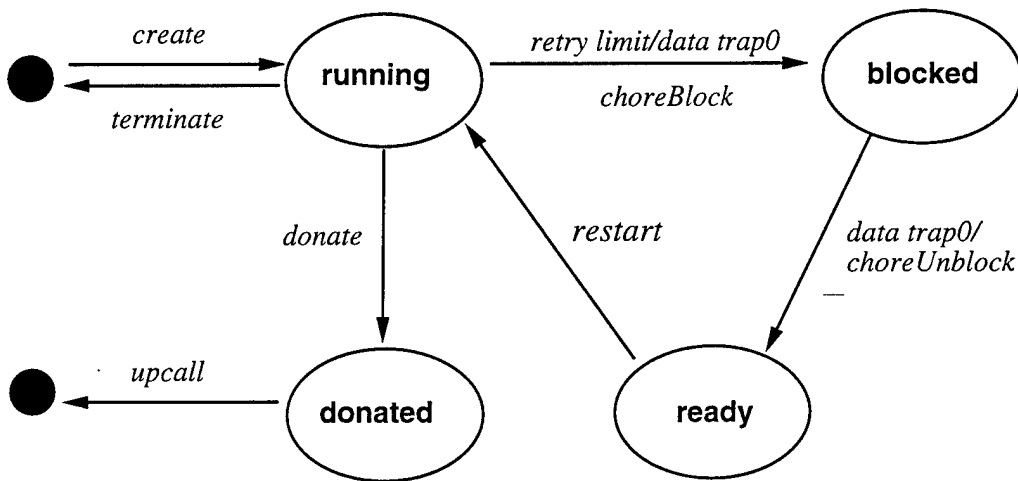 create
running
terminate
retry limit/data trap0
choreBlock
blocked
donate
restart
data trap0/
choreUnblock
upcall
donated
ready